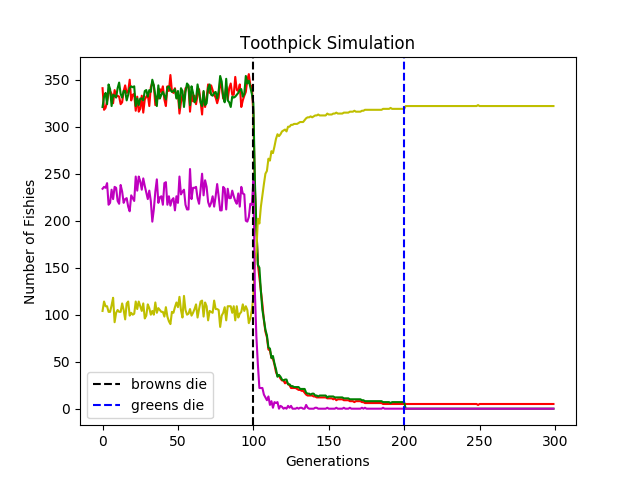 Toothpick Simulation
Number of Fishies
350
300
250
200
150
100
50
0
browns die
greens die
0 50 100 150 200 250 300
Generations